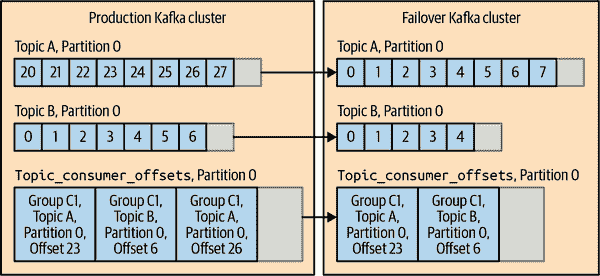 Production Kafka cluster
Failover Kafka cluster
Topic A, Partition 0
20 21 22 23 24 25 26 27
Topic A, Partition 0
0 1 2 3 4 5 6 7
Topic B, Partition 0
0 1 2 3 4 5 6
Topic B, Partition 0
0 1 2 3 4
Topic_consumer_offsets, Partition 0
Group C1,
Topic A,
Partition 0,
Offset 23
Group C1,
Topic B,
Partition 0,
Offset 6
Group C1,
Topic A,
Partition 0,
Offset 26
Topic_consumer_offsets, Partition 0
Group C1,
Topic A,
Partition 0,
Offset 23
Group C1,
Topic B,
Partition 0,
Offset 6